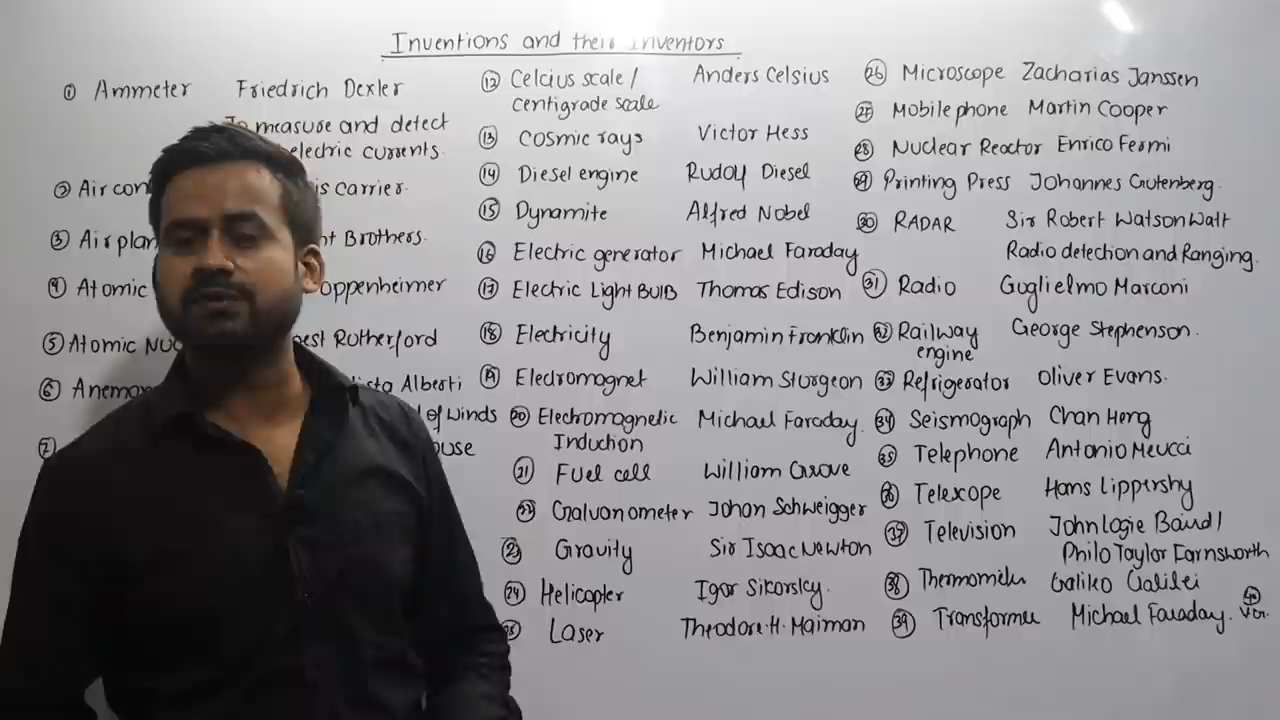 Inventions and their Inventors
① Ammeter Friedrich Dexler
To measure and detect
electric currents.
② Air con is carrier.
③ Airplan t Brothers.
④ Atomic oppenheimer
⑤ Atomic Nuc nest Rutherford
⑥ Anemom ista Alberti
of winds
⑦ ouse
⑫ Celcius scale / Anders Celsius
centigrade scale
⑬ Cosmic rays Victor Hess
⑭ Diesel engine Rudolf Diesel
⑮ Dynamite Alfred Nobel
⑯ Electric generator Michael Faraday
⑰ Electric Light BUlB Thomas Edison
⑱ Electricity Benjamin Franklin
⑲ Electromagnet William Sturgeon
⑳ Electromagnetic Michael Faraday.
Induction
㉑ Fuel cell William Grove
㉒ Galvanometer Johan Schweigger
㉓ Gravity Sir Isaac Newton
㉔ Helicopter Igor Sikorsky.
㉕ Laser Theodore.H.Maiman
㉖ Microscope Zacharias Janssen
㉗ Mobile phone Martin Cooper
㉘ Nuclear Reactor Enrico Fermi
㉙ Printing Press Johannes Gutenberg.
㉚ RADAR Sir Robert Watson Watt
Radio detection and Ranging.
㉛ Radio Guglielmo Marconi
㉜ Railway George Stephenson.
engine
㉝ Refrigerator Oliver Evans.
㉞ Seismograph Chan Heng
㉟ Telephone Antonio Meucci
㊱ Telescope Hans Lippershy
㊲ Television John Logie Baird /
Philo Taylor Farnsworth
㊳ Thermometer Galileo Galilei
㊴ Transformer Michael Faraday.